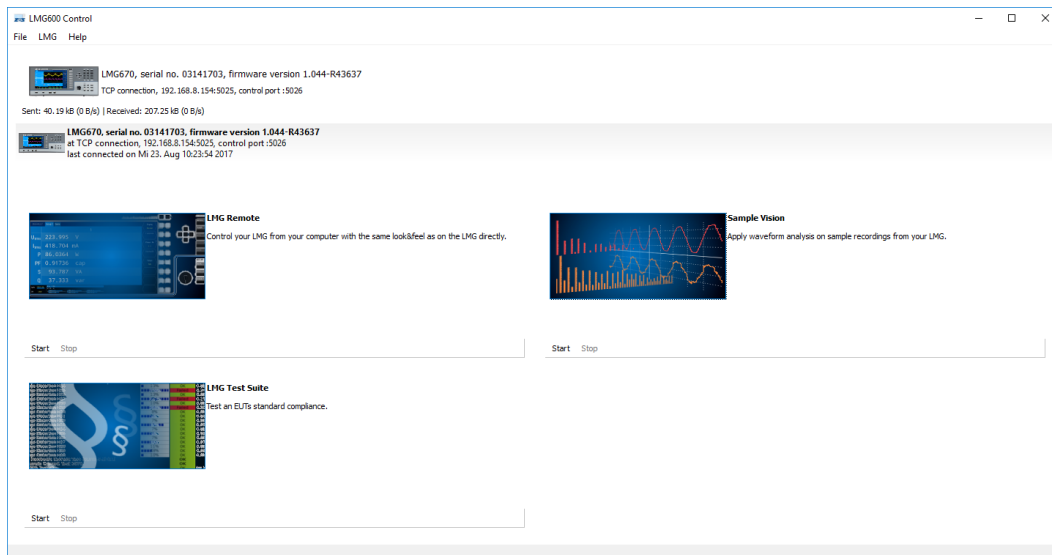 LMG600 Control
File LMG Help
LMG670, serial no. 03141703, firmware version 1.044-R43637
TCP connection, 192.168.8.154:5025, control port :5026
Sent: 40.19 kB (0 B/s) | Received: 207.25 kB (0 B/s)
LMG670, serial no. 03141703, firmware version 1.044-R43637
at TCP connection, 192.168.8.154:5025, control port :5026
last connected on Mi 23. Aug 10:23:54 2017
LMG Remote
Control your LMG from your computer with the same look&feel as on the LMG directly.
Start Stop
Sample Vision
Apply waveform analysis on sample recordings from your LMG.
Start Stop
LMG Test Suite
Test an EUTs standard compliance.
§
§
Start Stop